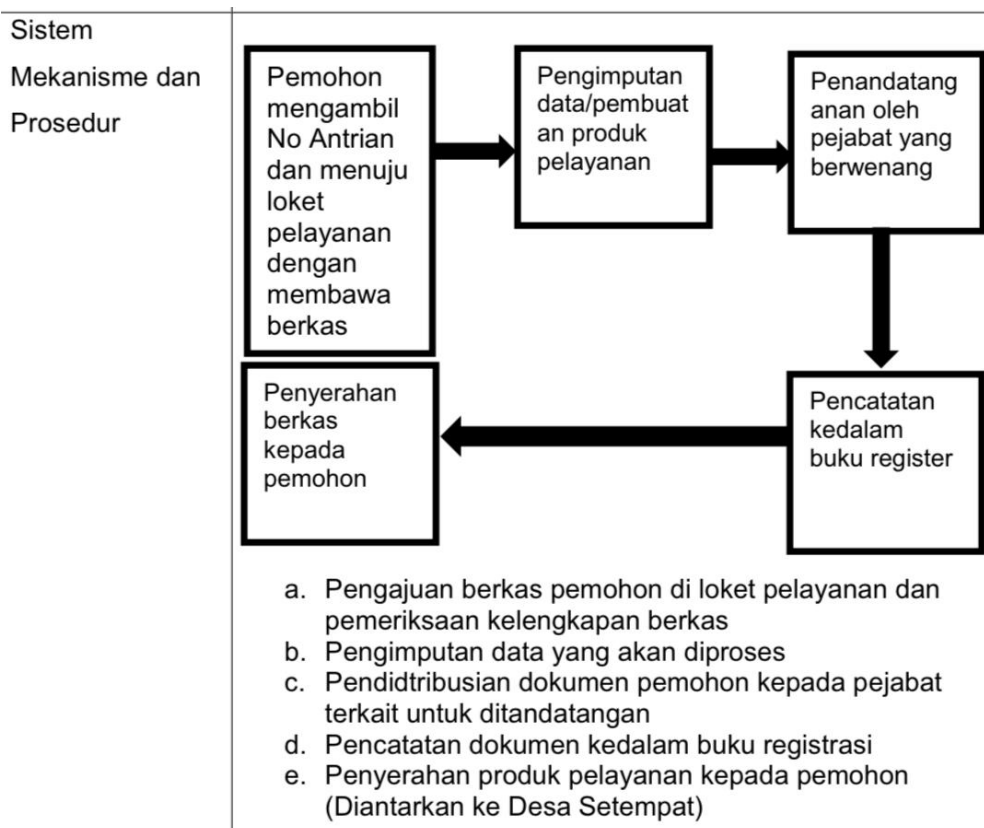 Sistem
Mekanisme dan
Prosedur
Pemohon
mengambil
No Antrian
dan menuju
loket
pelayanan
dengan
membawa
berkas
Pengimputan
data/pembuat
an produk
pelayanan
Penandatang
anan oleh
pejabat yang
berwenang
Pencatatan
kedalam
buku register
Penyerahan
berkas
kepada
pemohon
a. Pengajuan berkas pemohon di loket pelayanan dan
pemeriksaan kelengkapan berkas
b. Pengimputan data yang akan diproses
c. Pendidtribusian dokumen pemohon kepada pejabat
terkait untuk ditandatangan
d. Pencatatan dokumen kedalam buku registrasi
e. Penyerahan produk pelayanan kepada pemohon
(Diantarkan ke Desa Setempat)